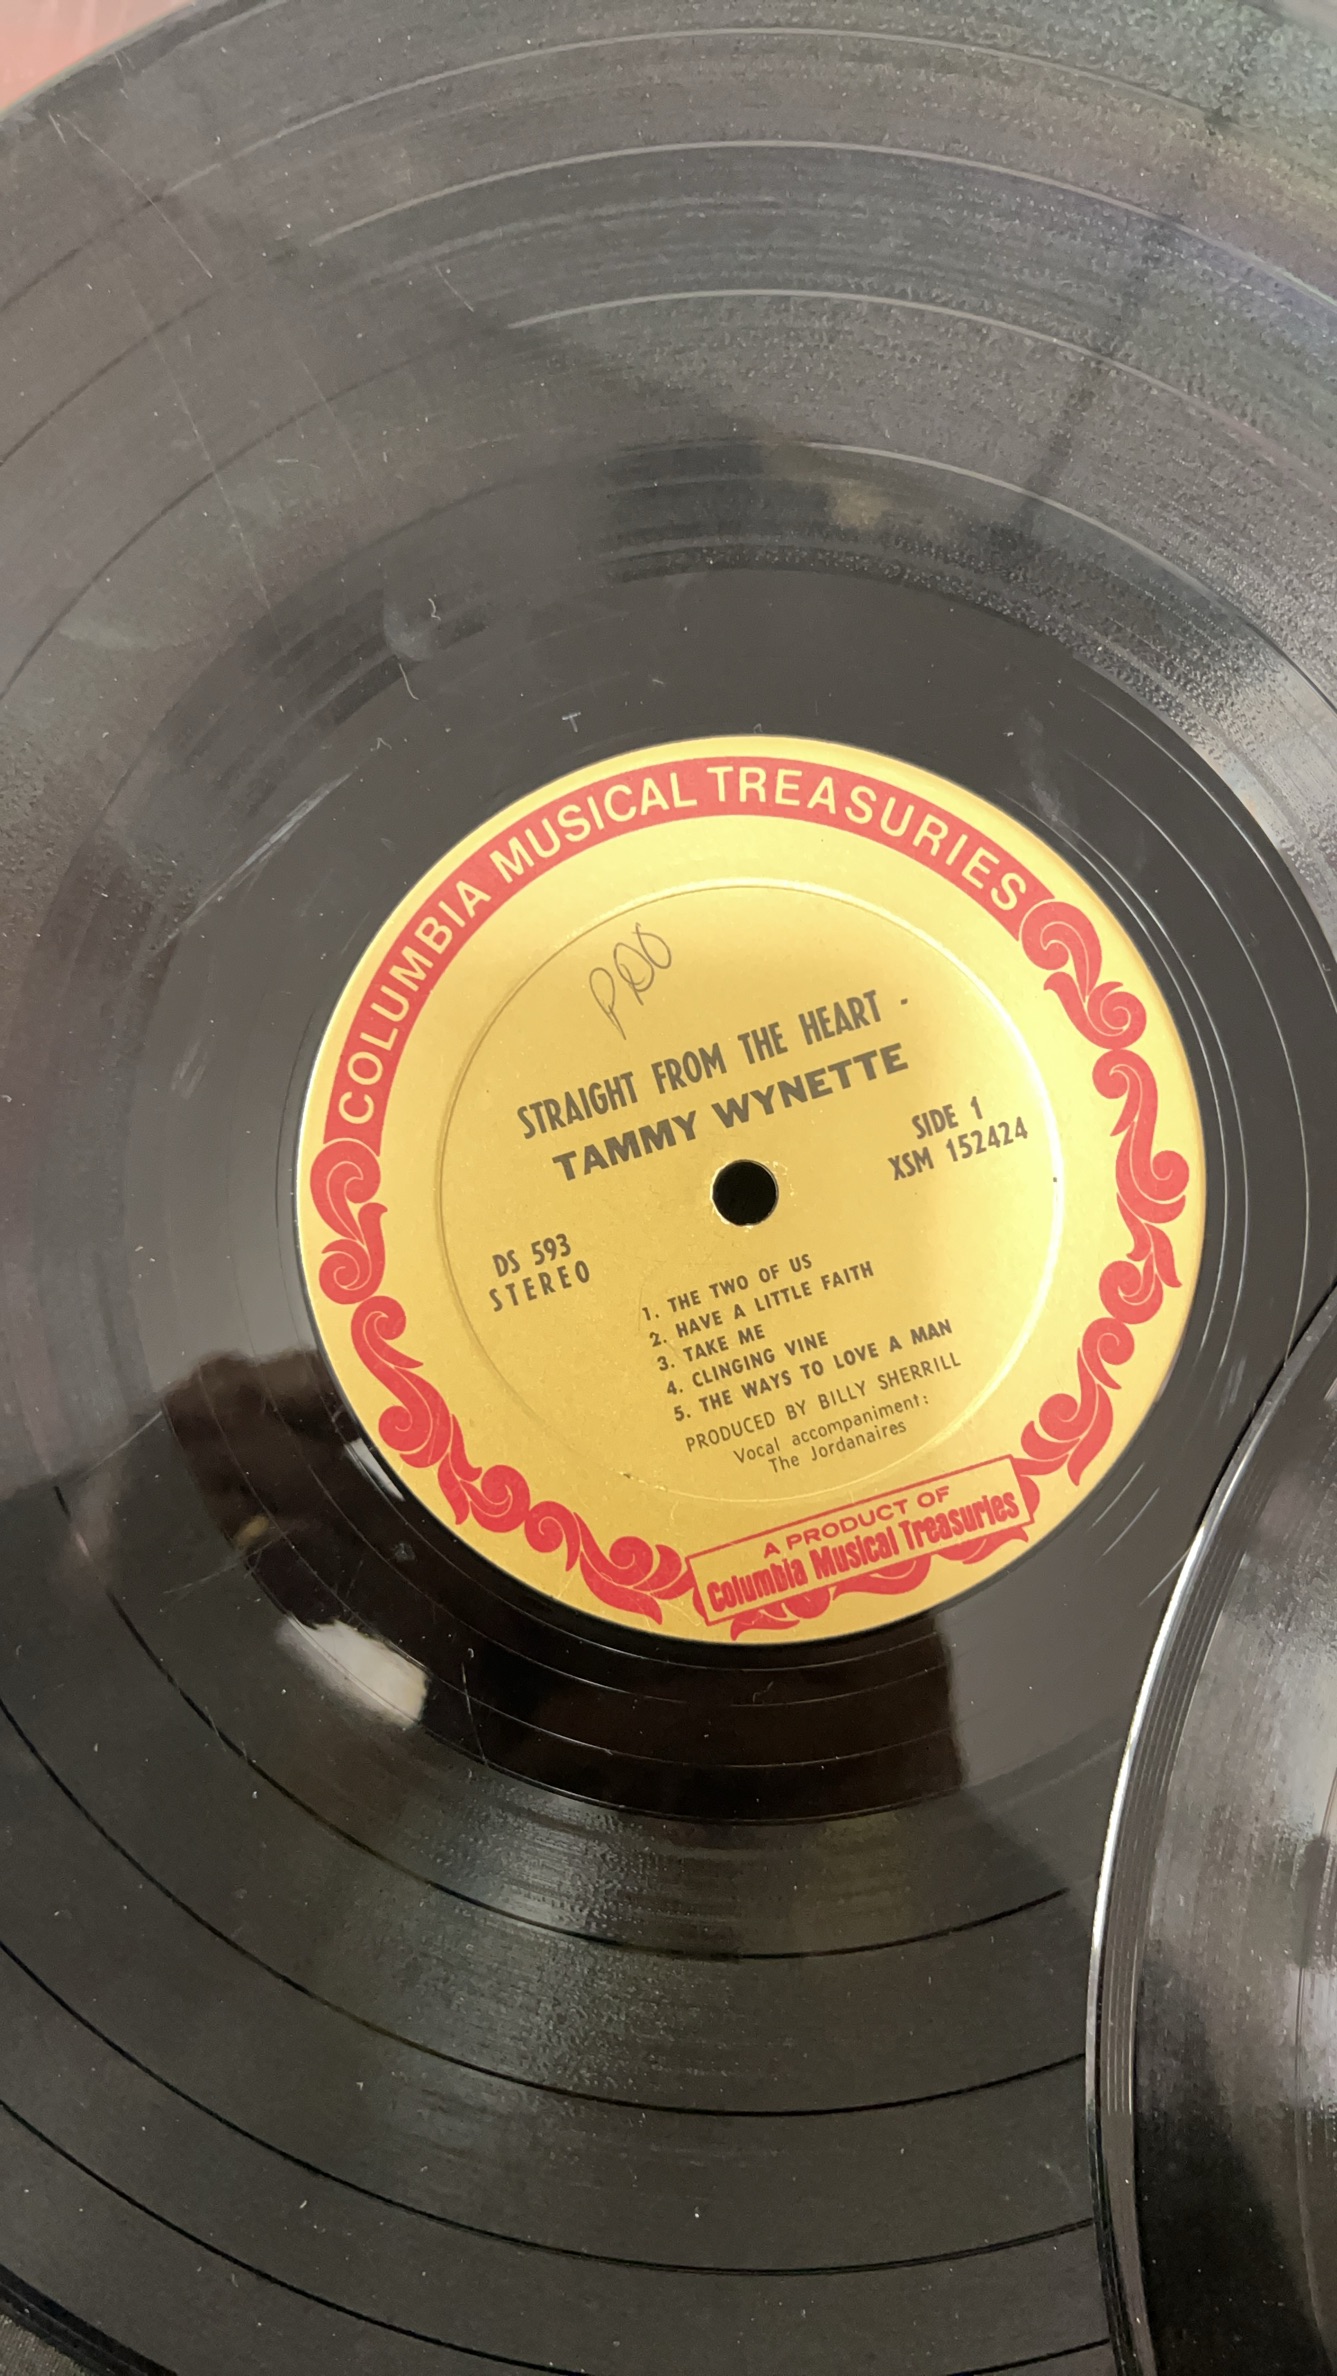 COLUMBIA MUSICAL TREASURIES
STRAIGHT FROM THE HEART -
TAMMY WYNETTE
SIDE 1
XSM 152424
DS 593
STEREO
1. THE TWO OF US
2. HAVE A LITTLE FAITH
3. TAKE ME
4. CLINGING VINE
5. THE WAYS TO LOVE A MAN
PRODUCED BY BILLY SHERRILL
Vocal accompaniment:
The Jordanaires
A PRODUCT OF
Columbia Musical Treasuries